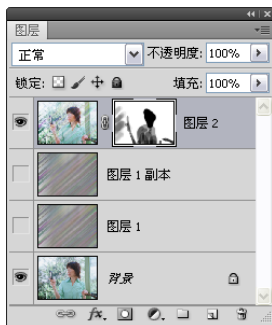 图层
正常 不透明度: 100%
锁定: 填充: 100%
图层 2
图层 1 副本
图层 1
背景
fx.